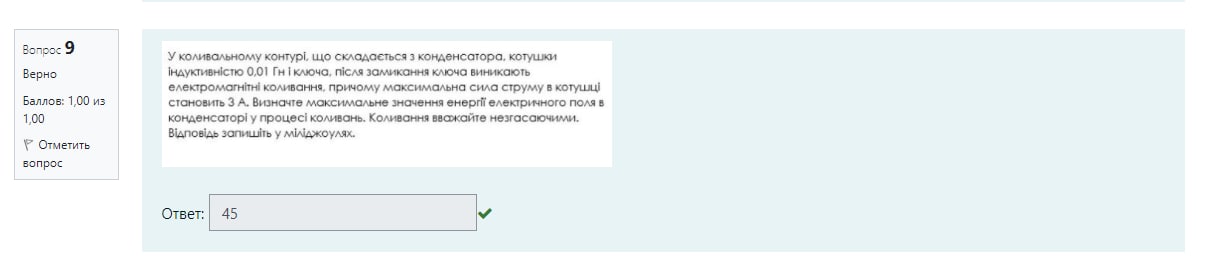 Вопрос 9
Верно
Баллов: 1,00 из
1,00
Отметить
вопрос
У коливальному контурі, що складається з конденсатора, котушки
індуктивністю 0,01 Гн і ключа, після замикання ключа виникають
електромагнітні коливання, причому максимальна сила струму в котушці
становить 3 А. Визначте максимальне значення енергії електричного поля в
конденсаторі у процесі коливань. Коливання вважайте незгасаючими.
Відповідь запишіть у міліджоулях.
Ответ: 45